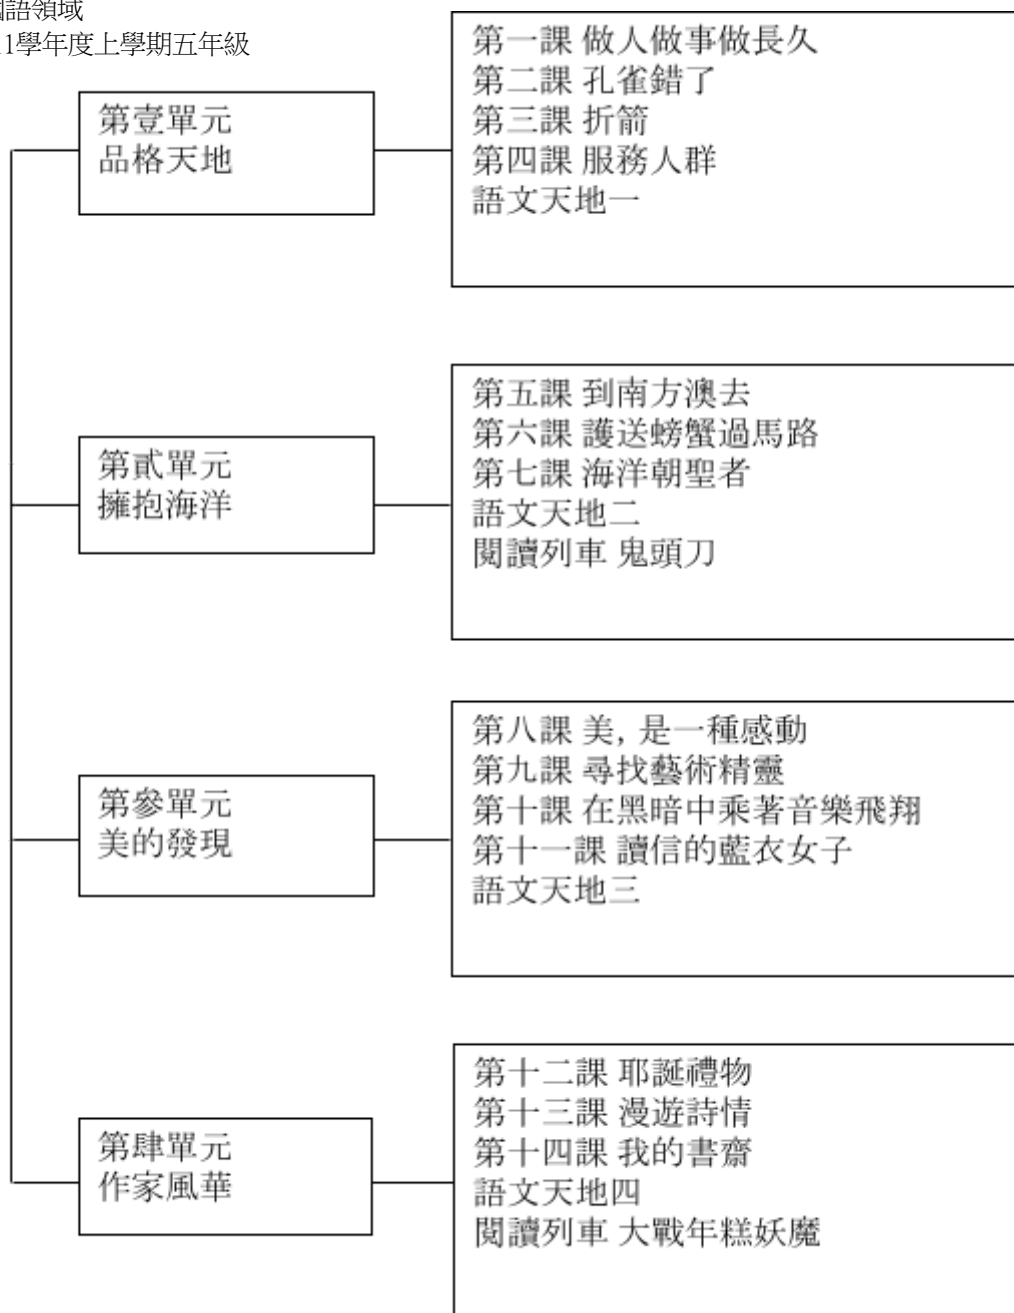 國語領域
11學年度上學期五年級
第壹單元
品格天地
第一課 做人做事做長久
第二課 孔雀錯了
第三課 折箭
第四課 服務人群
語文天地一
第貳單元
擁抱海洋
第五課 到南方澳去
第六課 護送螃蟹過馬路
第七課 海洋朝聖者
語文天地二
閱讀列車 鬼頭刀
第參單元
美的發現
第八課 美, 是一種感動
第九課 尋找藝術精靈
第十課 在黑暗中乘著音樂飛翔
第十一課 讀信的藍衣女子
語文天地三
第肆單元
作家風華
第十二課 耶誕禮物
第十三課 漫遊詩情
第十四課 我的書齋
語文天地四
閱讀列車 大戰年糕妖魔